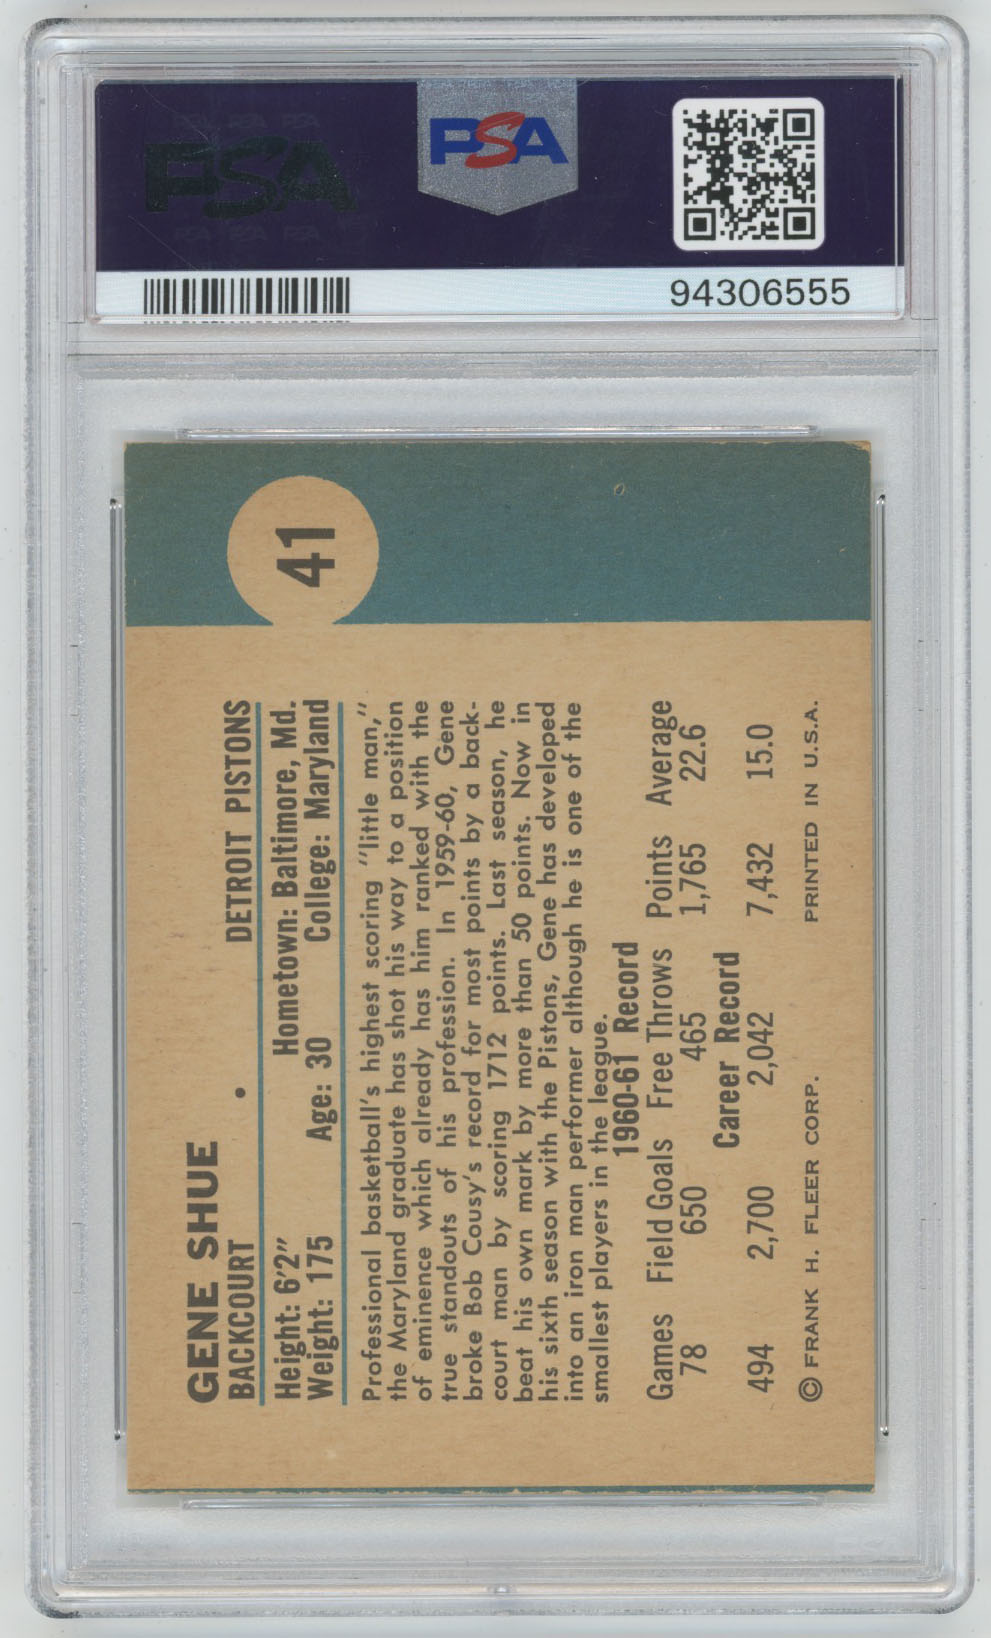 PSA
PSA
94306555
41
GENE SHUE
BACKCOURT DETROIT PISTONS
Height: 6'2" Hometown: Baltimore, Md.
Weight: 175 Age: 30 College: Maryland
Professional basketball's highest scoring "little man,"
the Maryland graduate has shot his way to a position
of eminence which already has him ranked with the
true standouts of his profession. In 1959-60, Gene
broke Bob Cousy's record for most points by a back-
court man by scoring 1712 points. Last season, he
beat his own mark by more than 50 points. Now in
his sixth season with the Pistons, Gene has developed
into an iron man performer although he is one of the
smallest players in the league.
1960-61 Record
Games Field Goals Free Throws Points Average
78 650 465 1,765 22.6
Career Record
494 2,700 2,042 7,432 15.0
© FRANK H. FLEER CORP. PRINTED IN U.S.A.